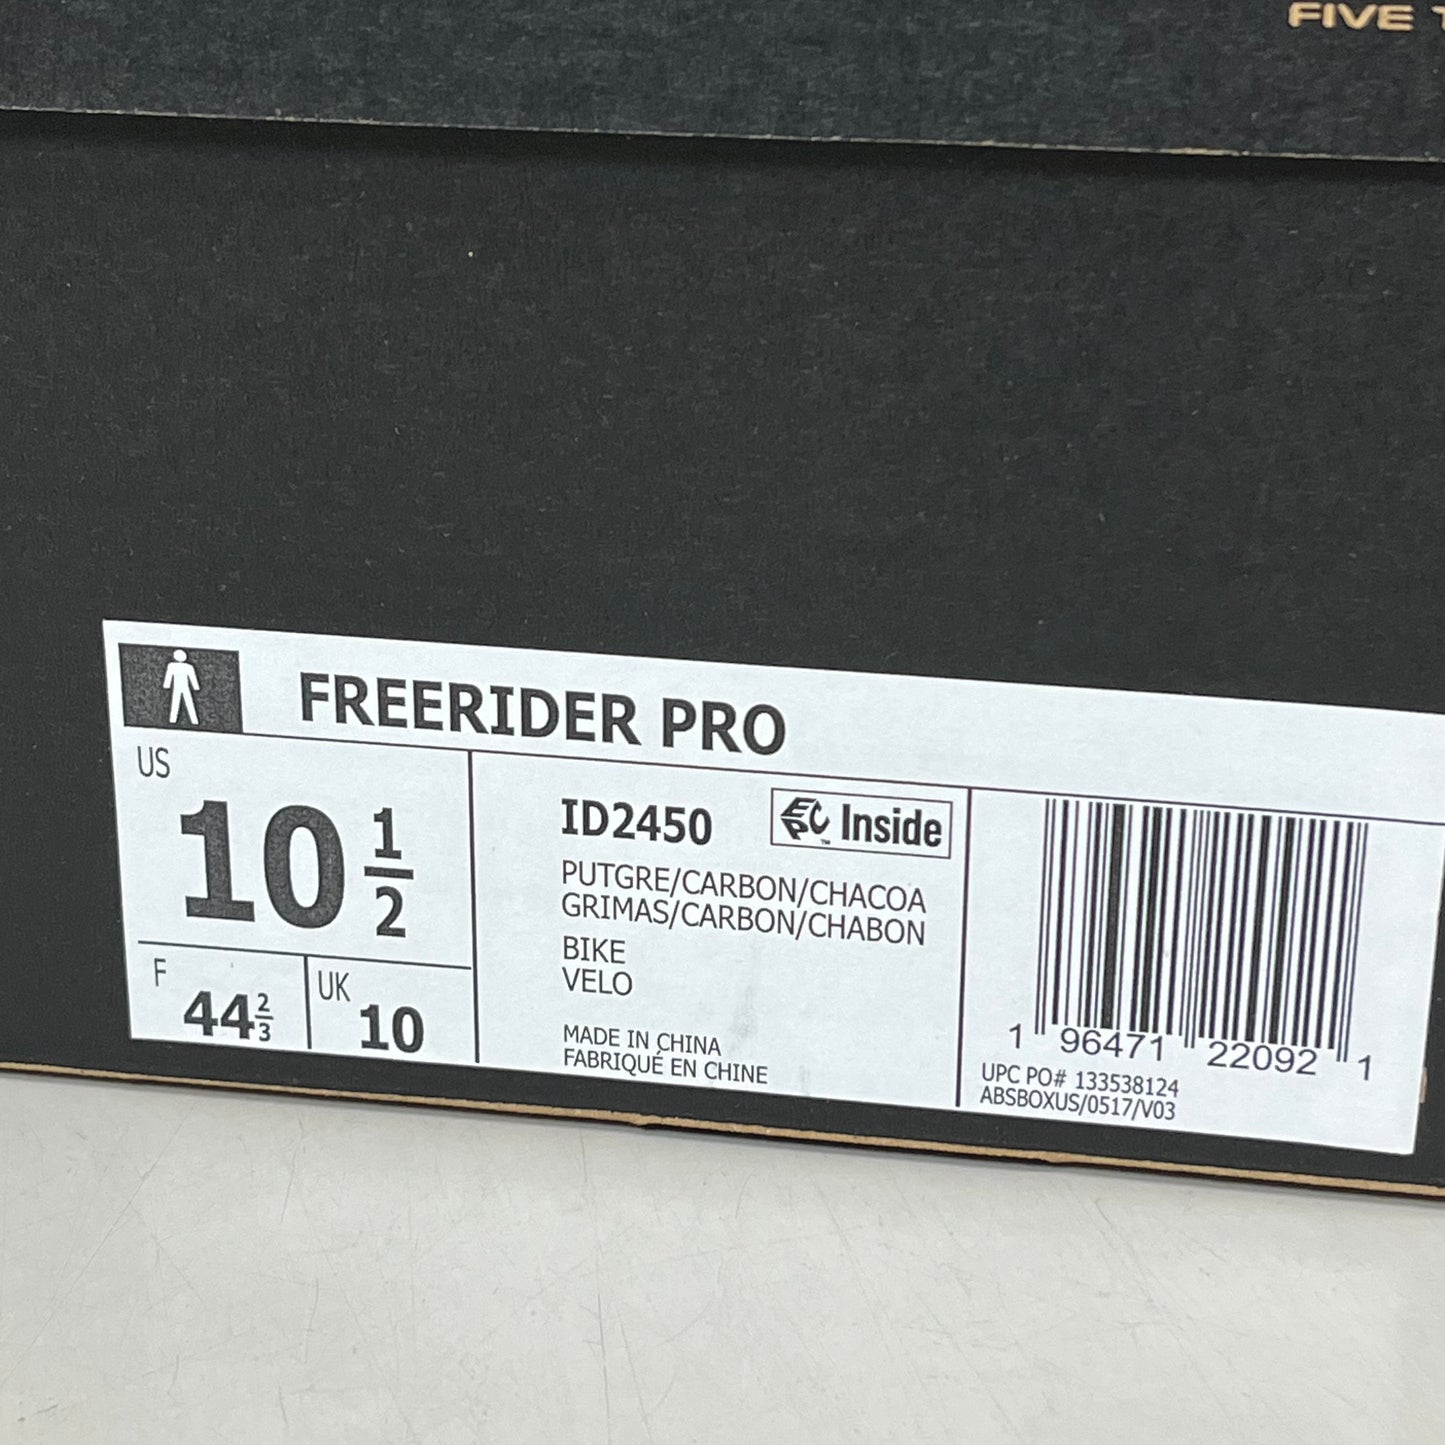 FIVE
FREERIDER PRO
US
10 1/2
F
44 2/3
UK
10
ID2450
EPC Inside
™
PUTGRE/CARBON/CHACOA
GRIMAS/CARBON/CHABON
BIKE
VELO
MADE IN CHINA
FABRIQUÉ EN CHINE
1 96471 22092 1
UPC PO# 133538124
ABSBOXUS/0517/V03